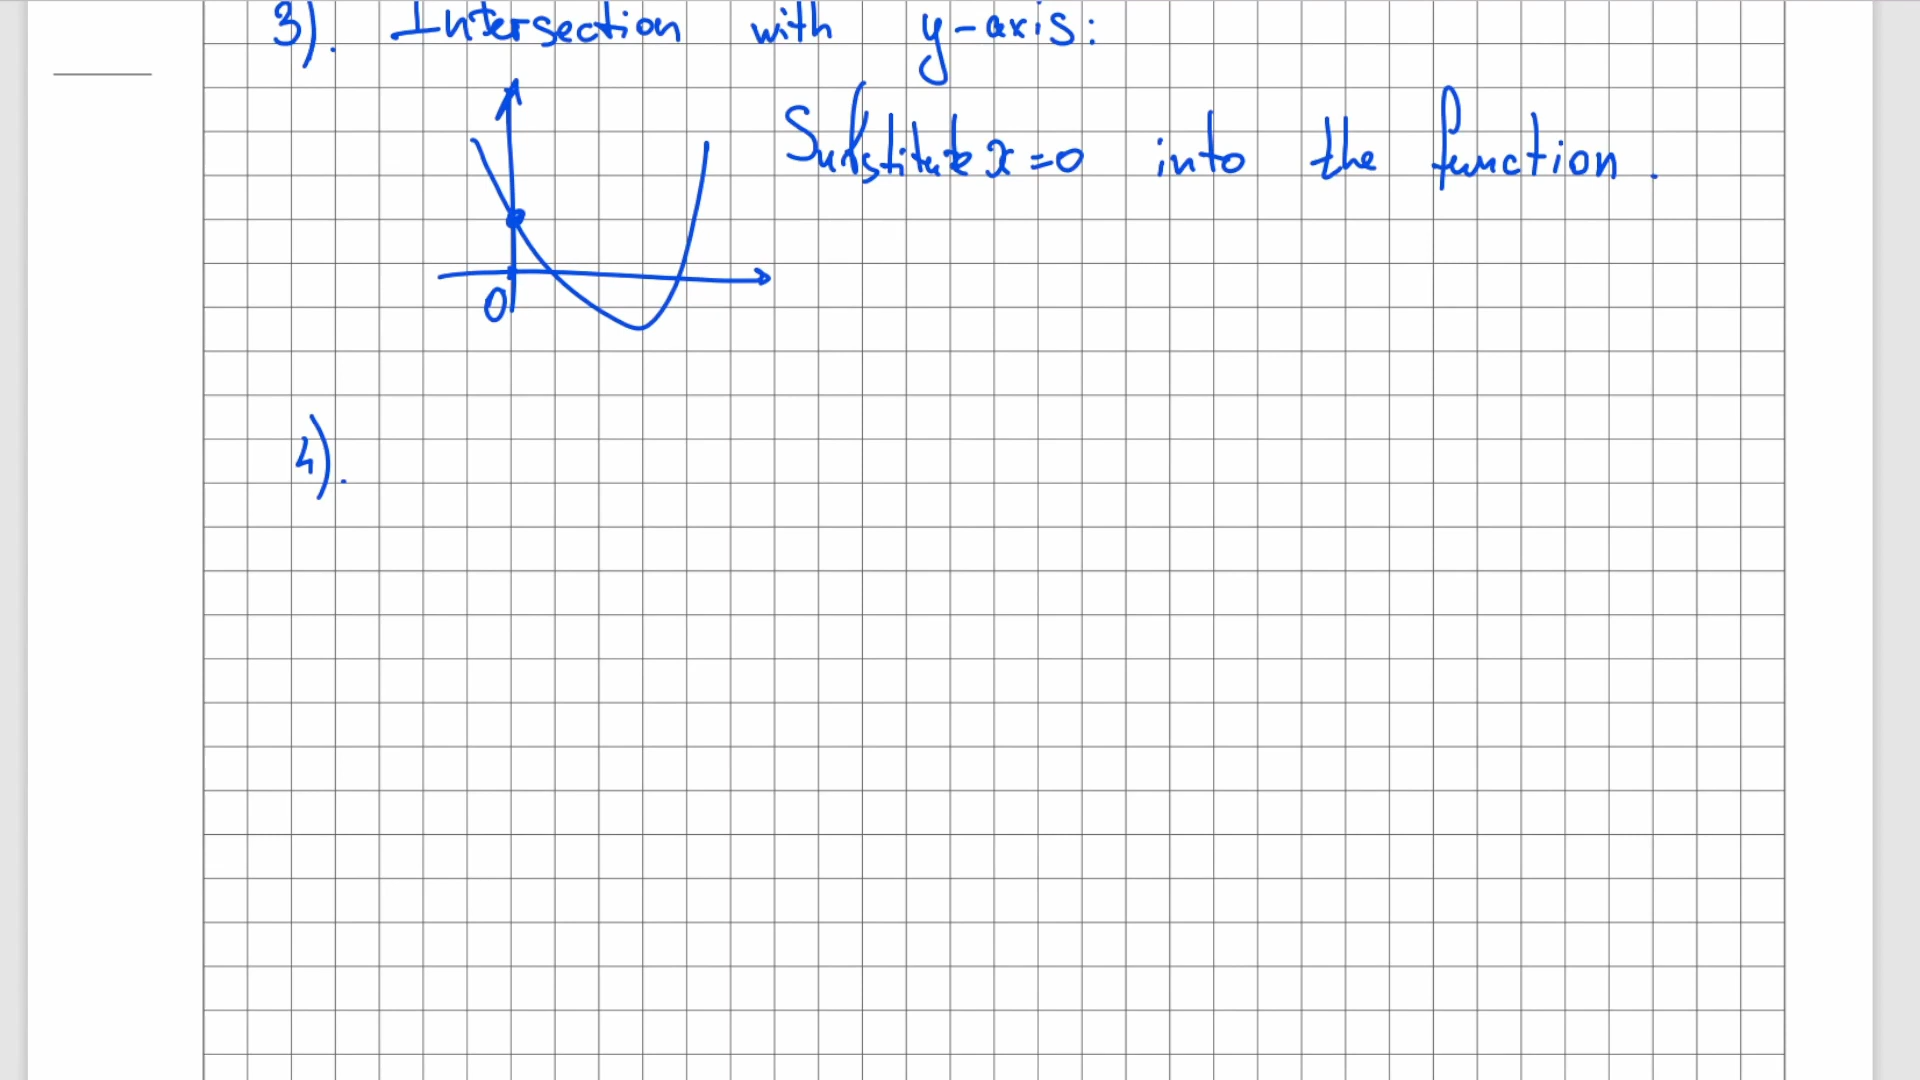 3). Intersection with y-axis:
Substitute x=0 into the function.
0
4).